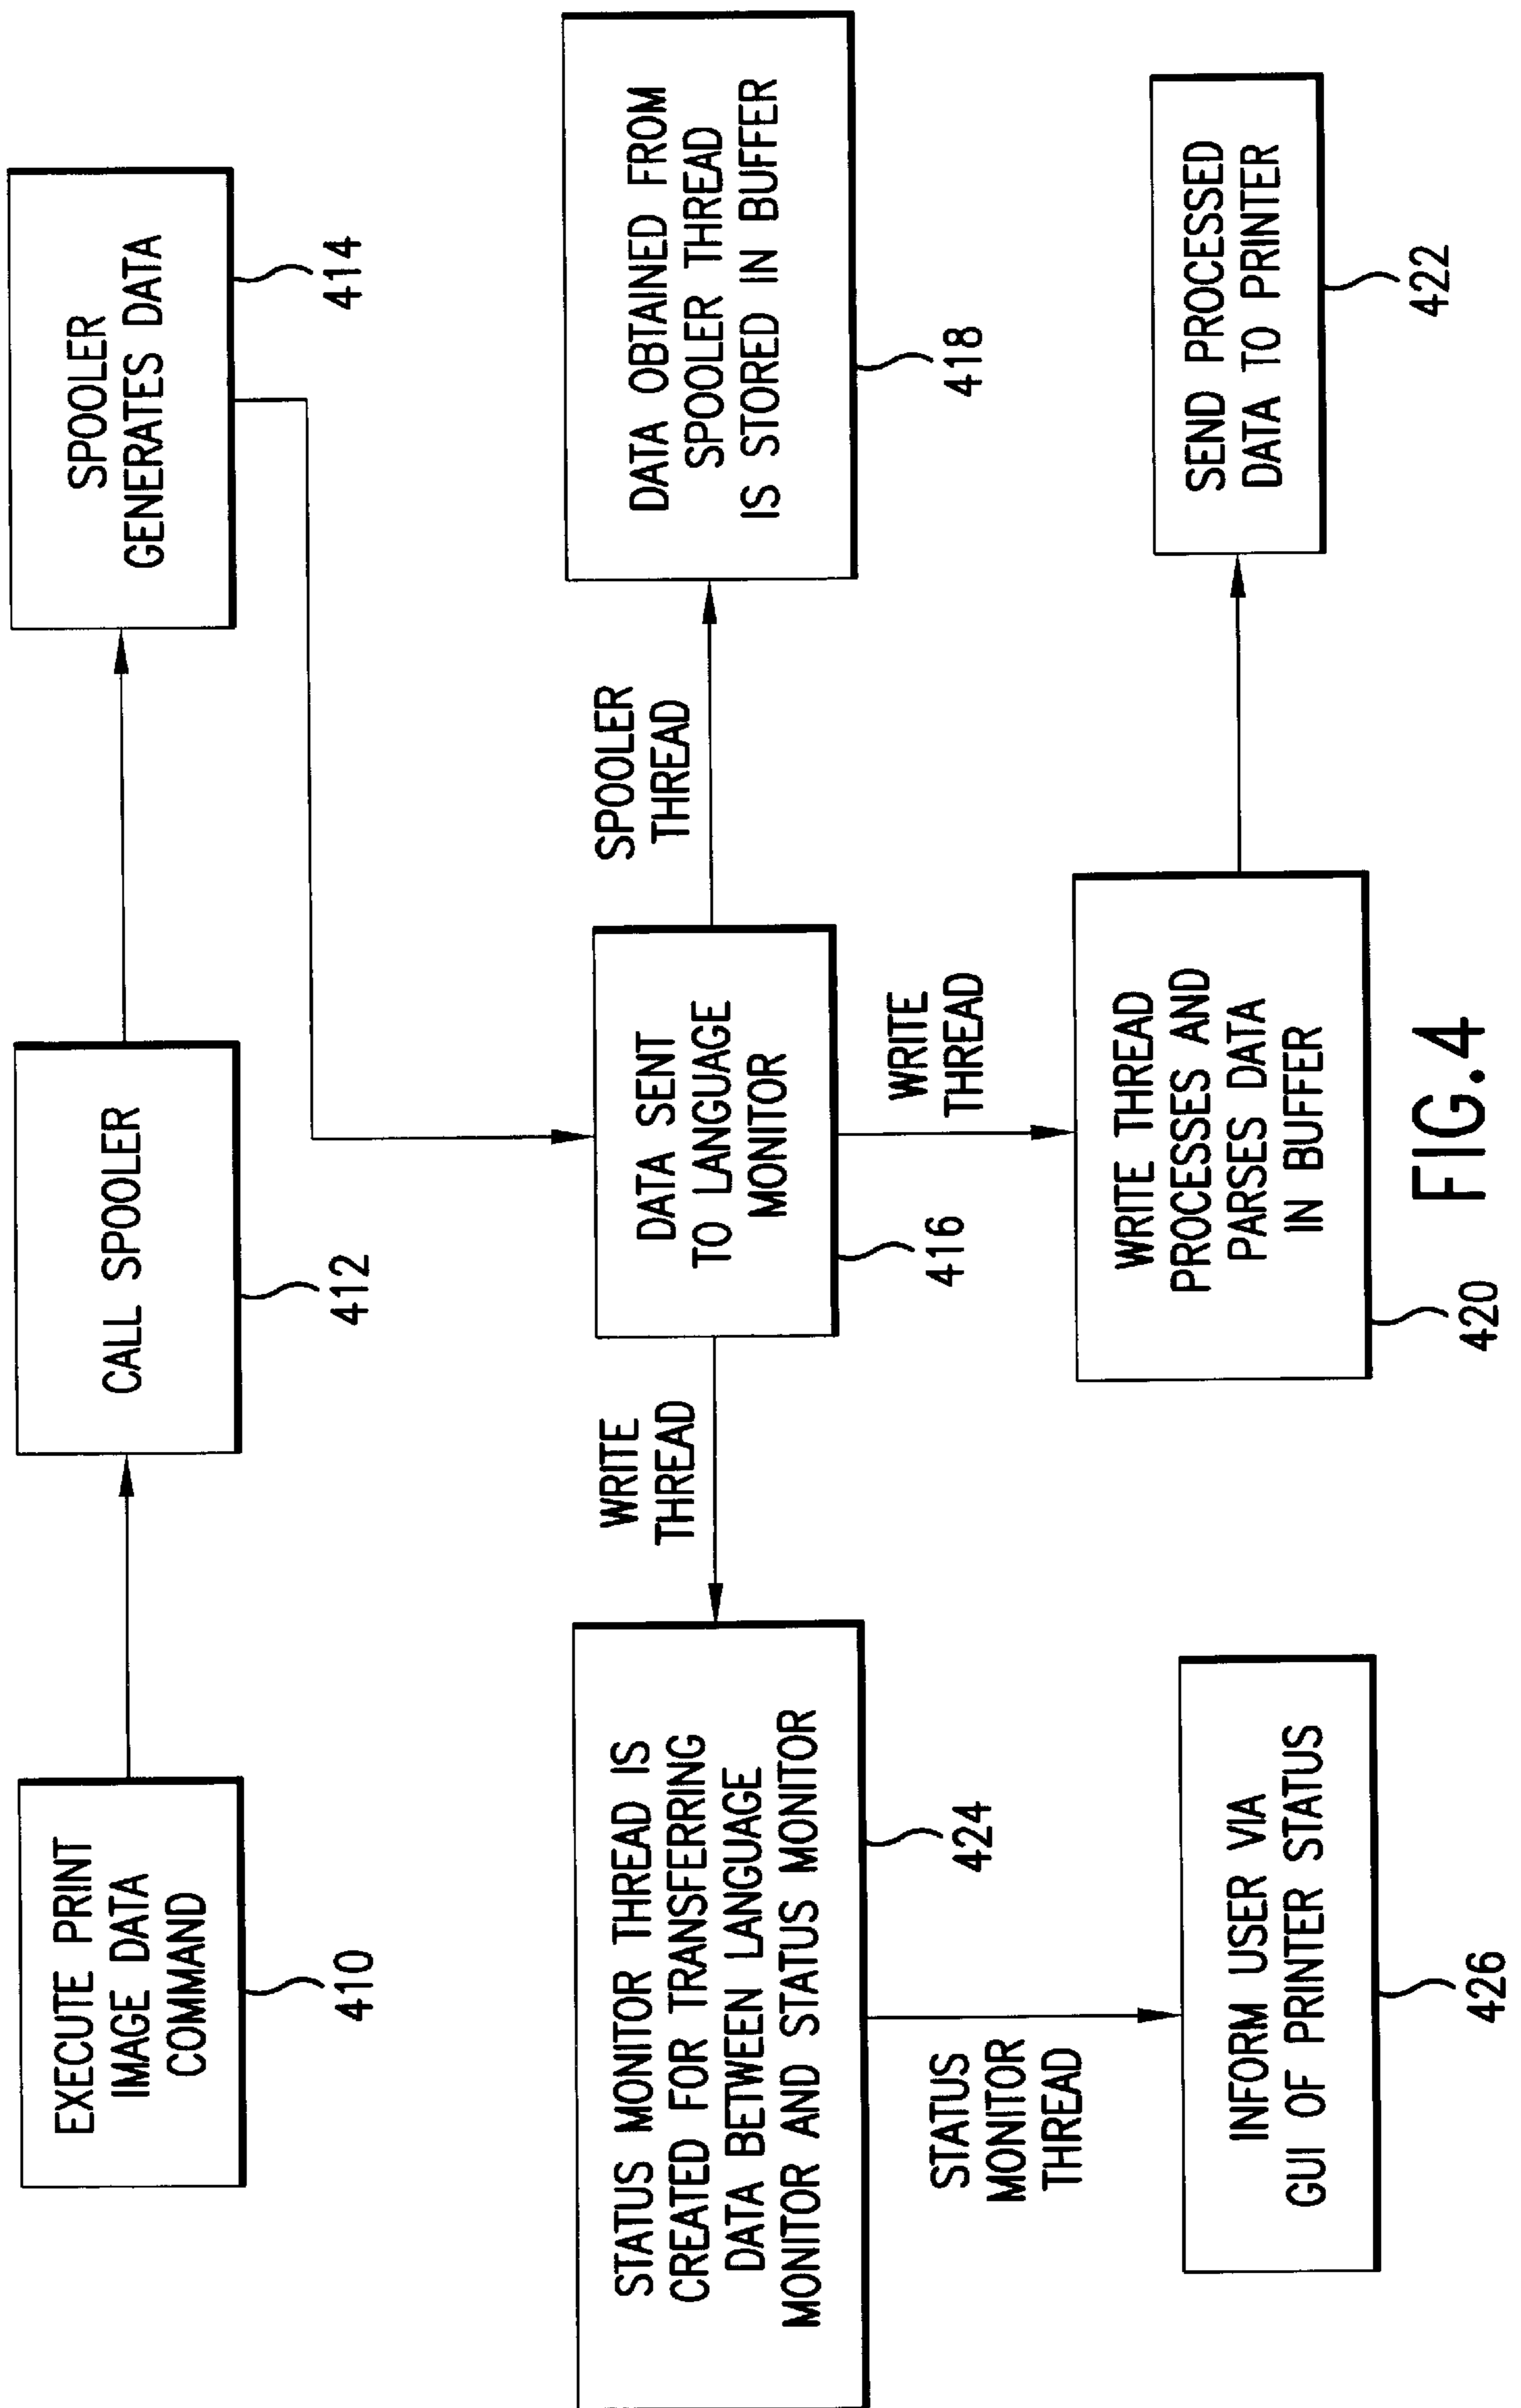 EXECUTE PRINT
IMAGE DATA
COMMAND
410
CALL SPOOLER
412
SPOOLER
GENERATES DATA
414
STATUS MONITOR THREAD IS
CREATED FOR TRANSFERRING
DATA BETWEEN LANGUAGE
MONITOR AND STATUS MONITOR
424
WRITE
THREAD
DATA SENT
TO LANGUAGE
MONITOR
416
SPOOLER
THREAD
DATA OBTAINED FROM
SPOOLER THREAD
IS STORED IN BUFFER
418
STATUS
MONITOR
THREAD
WRITE
THREAD
INFORM USER VIA
GUI OF PRINTER STATUS
426
WRITE THREAD
PROCESSES AND
PARSES DATA
IN BUFFER
420
SEND PROCESSED
DATA TO PRINTER
422
FIG.4